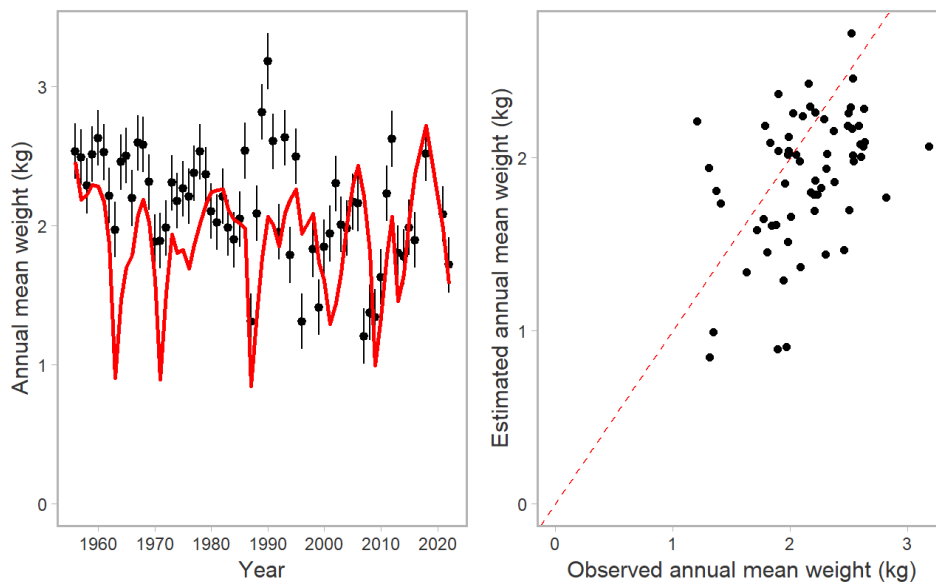 Annual mean weight (kg)
3
2
1
0
1960 1970 1980 1990 2000 2010 2020
Year
Estimated annual mean weight (kg)
2
1
0
0 1 2 3
Observed annual mean weight (kg)